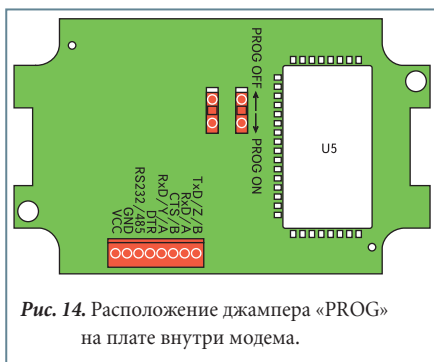 PROG OFF
PROG ON
U5
TxD/Z/B
RxD/A
CTS/B
RxD/Y/A
DTR
RS232/485
GND
VCC
Рис. 14. Расположение джампера «PROG»
на плате внутри модема.